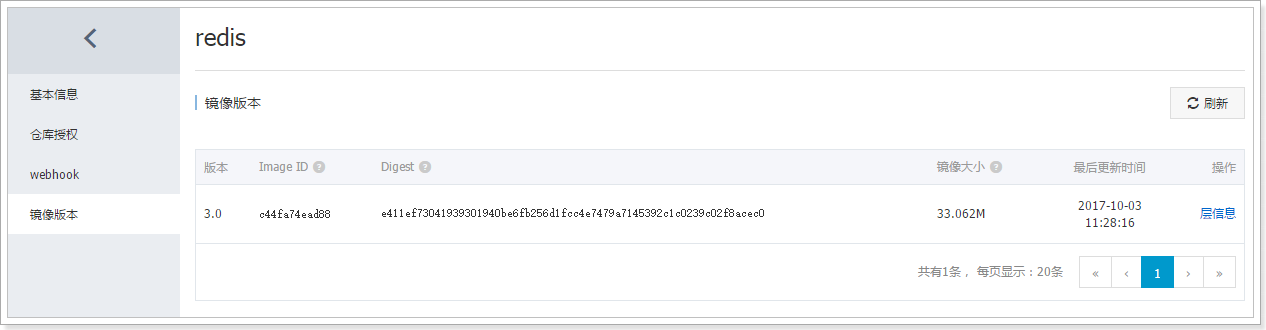 redis
基本信息
仓库授权
webhook
镜像版本
镜像版本
刷新
版本 Image ID Digest 镜像大小 最后更新时间 操作
3.0 c44fa74ead88 e411ef73041939301940be6fb256d1fcc4e7479a7145392c1c0239c02f8acec0 33.062M 2017-10-03 层信息
11:28:16
共有1条， 每页显示：20条 « ‹ 1 › »